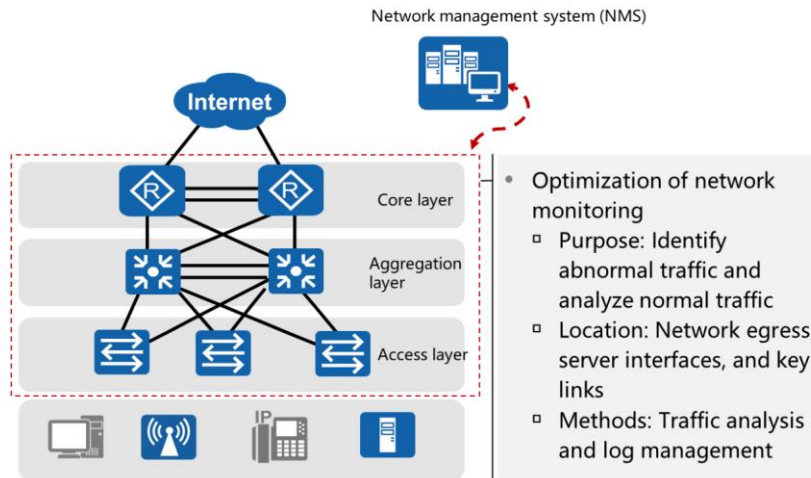 Network management system (NMS)
Internet
R
R
Core layer
Aggregation
layer
Access layer
IP
• Optimization of network
monitoring
▫ Purpose: Identify
abnormal traffic and
analyze normal traffic
▫ Location: Network egress,
server interfaces, and key
links
▫ Methods: Traffic analysis
and log management